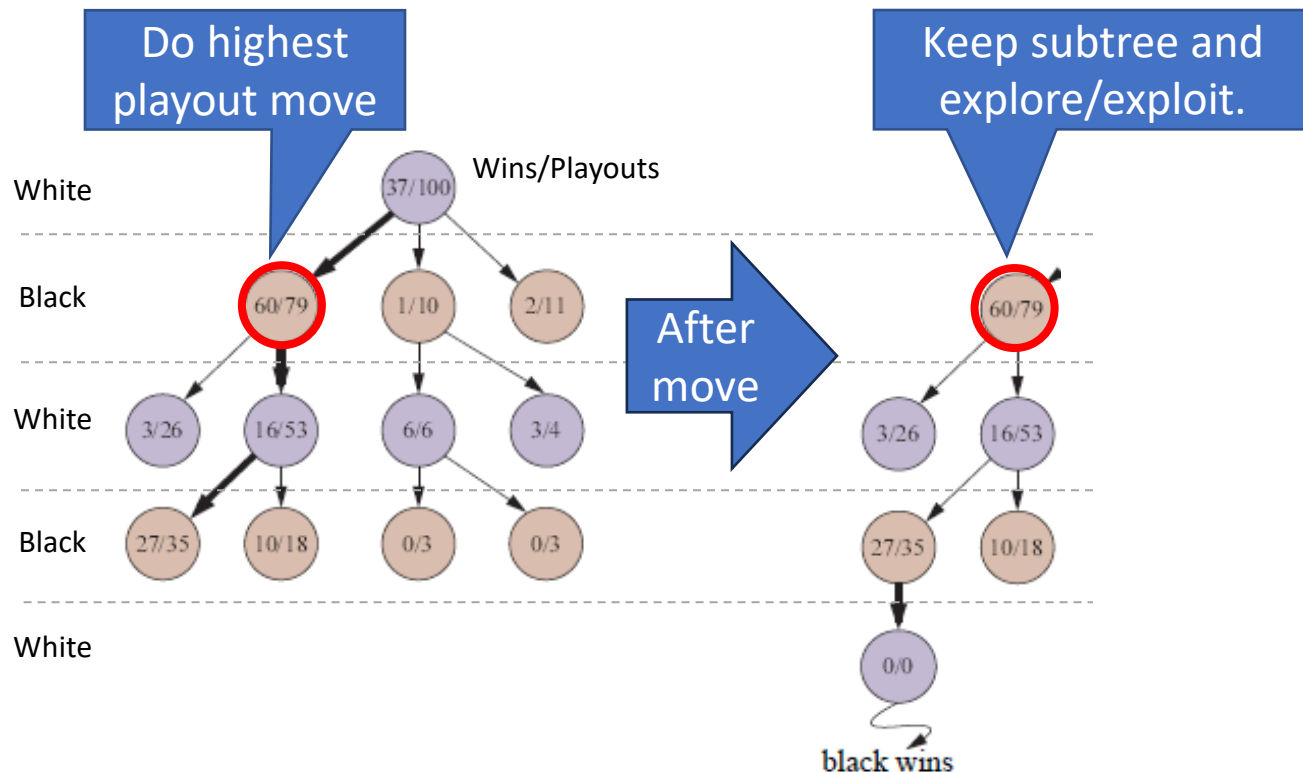 Do highest
playout move
Keep subtree and
explore/exploit.
Wins/Playouts
White
37/100
Black
60/79
1/10
2/11
After
move
60/79
White
3/26
16/53
6/6
3/4
3/26
16/53
Black
27/35
10/18
0/3
0/3
27/35
10/18
White
0/0
black wins